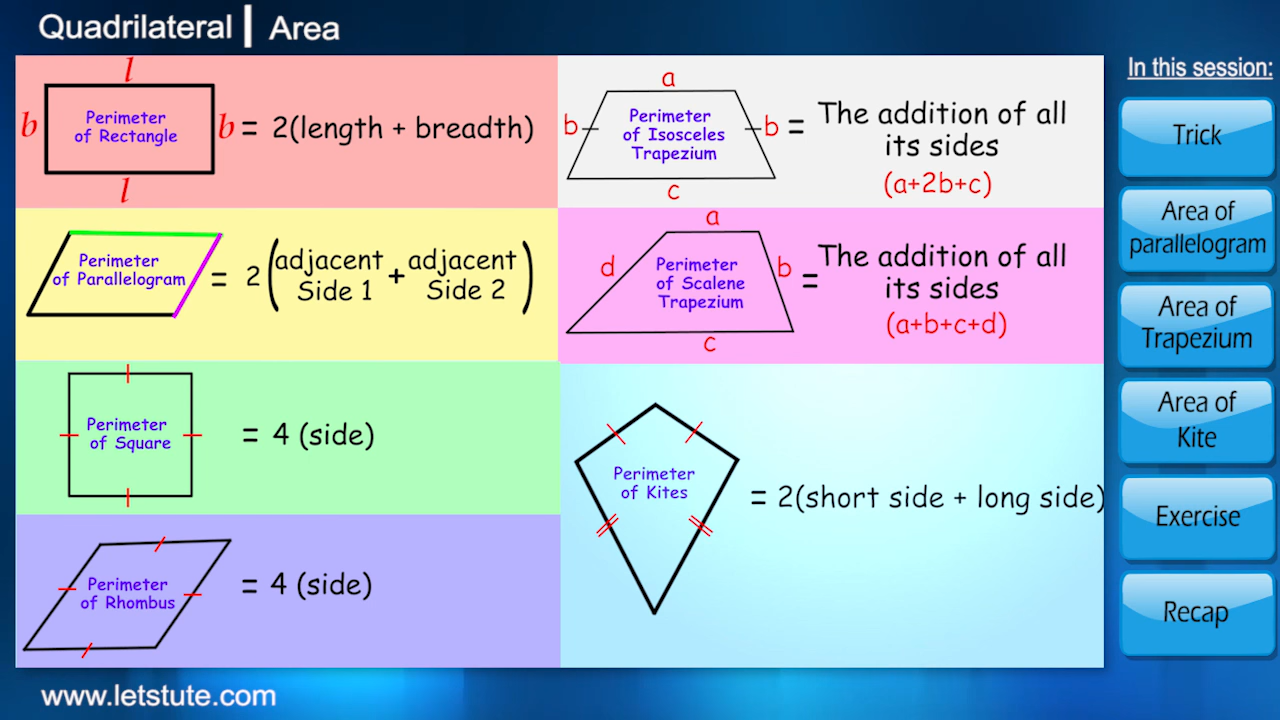 Quadrilateral | Area
l
b
Perimeter
of Rectangle
b = 2(length + breadth)
l
Perimeter
of Parallelogram
= 2 (adjacent Side 1 + adjacent Side 2)
Perimeter
of Square
= 4 (side)
Perimeter
of Rhombus
= 4 (side)
a
b
Perimeter
of Isosceles
Trapezium
b =
The addition of all
its sides
(a+2b+c)
c
a
d
Perimeter
of Scalene
Trapezium
b
=
The addition of all
its sides
(a+b+c+d)
c
Perimeter
of Kites
= 2(short side + long side)
In this session:
Trick
Area of
parallelogram
Area of
Trapezium
Area of
Kite
Exercise
Recap
www.letstute.com